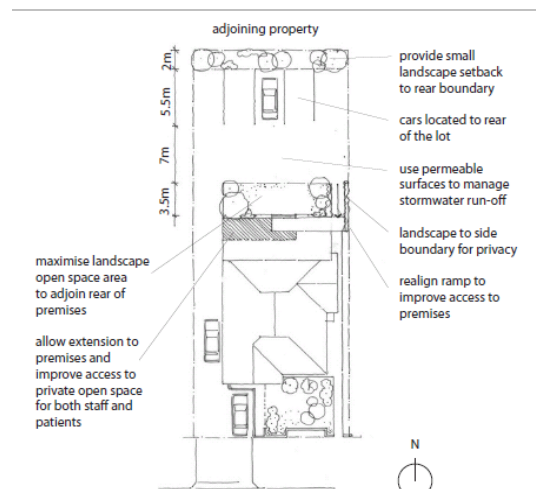 adjoining property
2m
5.5m
7m
3.5m
provide small
landscape setback
to rear boundary
cars located to rear
of the lot
use permeable
surfaces to manage
stormwater run-off
landscape to side
boundary for privacy
realign ramp to
improve access to
premises
maximise landscape
open space area
to adjoin rear of
premises
allow extension to
premises and
improve access to
private open space
for both staff and
patients
N